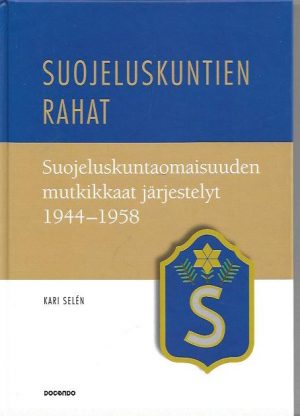 SUOJELUSKUNTIEN
RAHAT
Suojeluskuntaomaisuuden
mutkikkaat järjestelyt
1944–1958
KARI SELÉN
S
DOCENDO